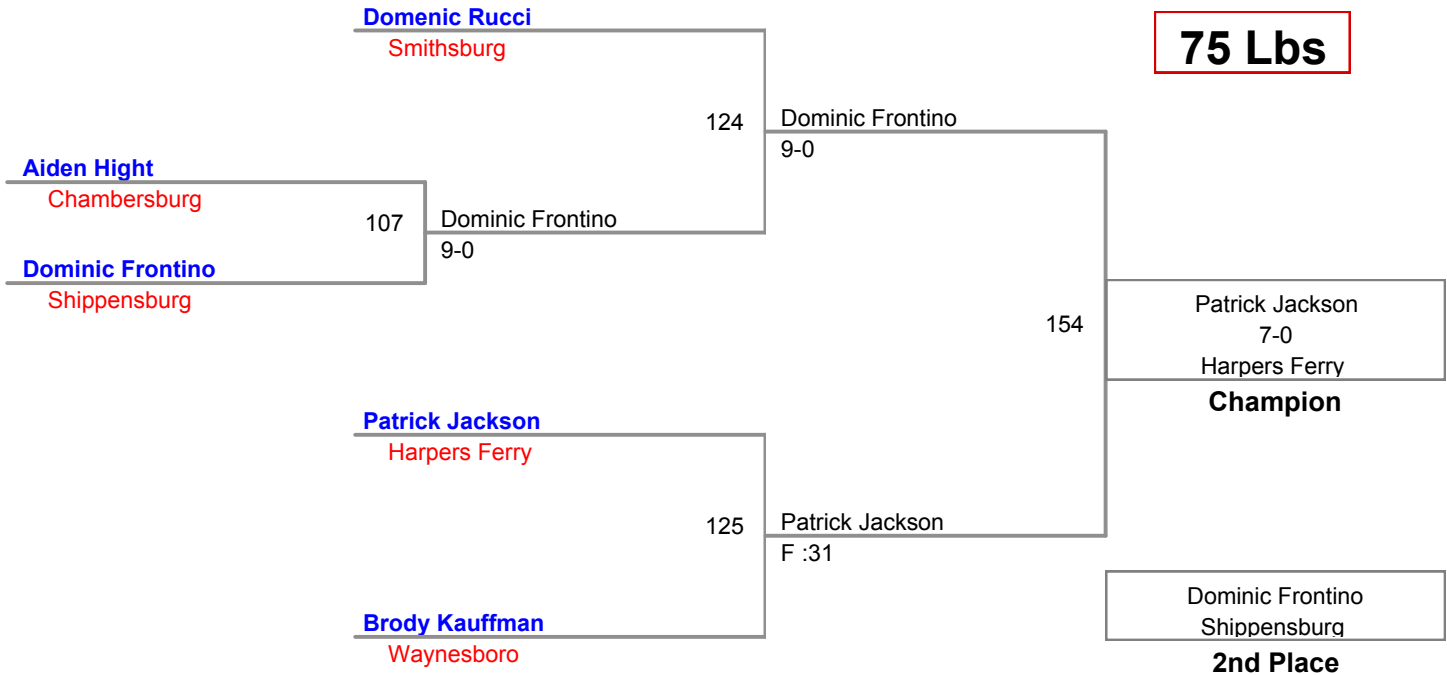 Domenic Rucci
Smithsburg
75 Lbs
124
Dominic Frontino
9-0
Aiden Hight
Chambersburg
107
Dominic Frontino
9-0
Dominic Frontino
Shippensburg
154
Patrick Jackson
7-0
Harpers Ferry
Champion
Patrick Jackson
Harpers Ferry
125
Patrick Jackson
F :31
Brody Kauffman
Waynesboro
Dominic Frontino
Shippensburg
2nd Place